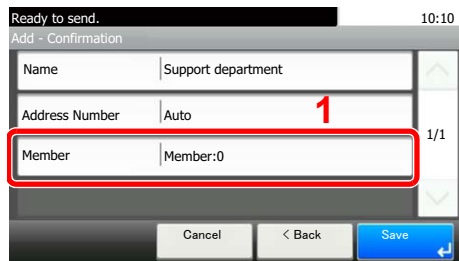 Ready to send. 10:10
Add - Confirmation
Name Support department
Address Number Auto 1
1/1
Member Member:0
Cancel < Back Save